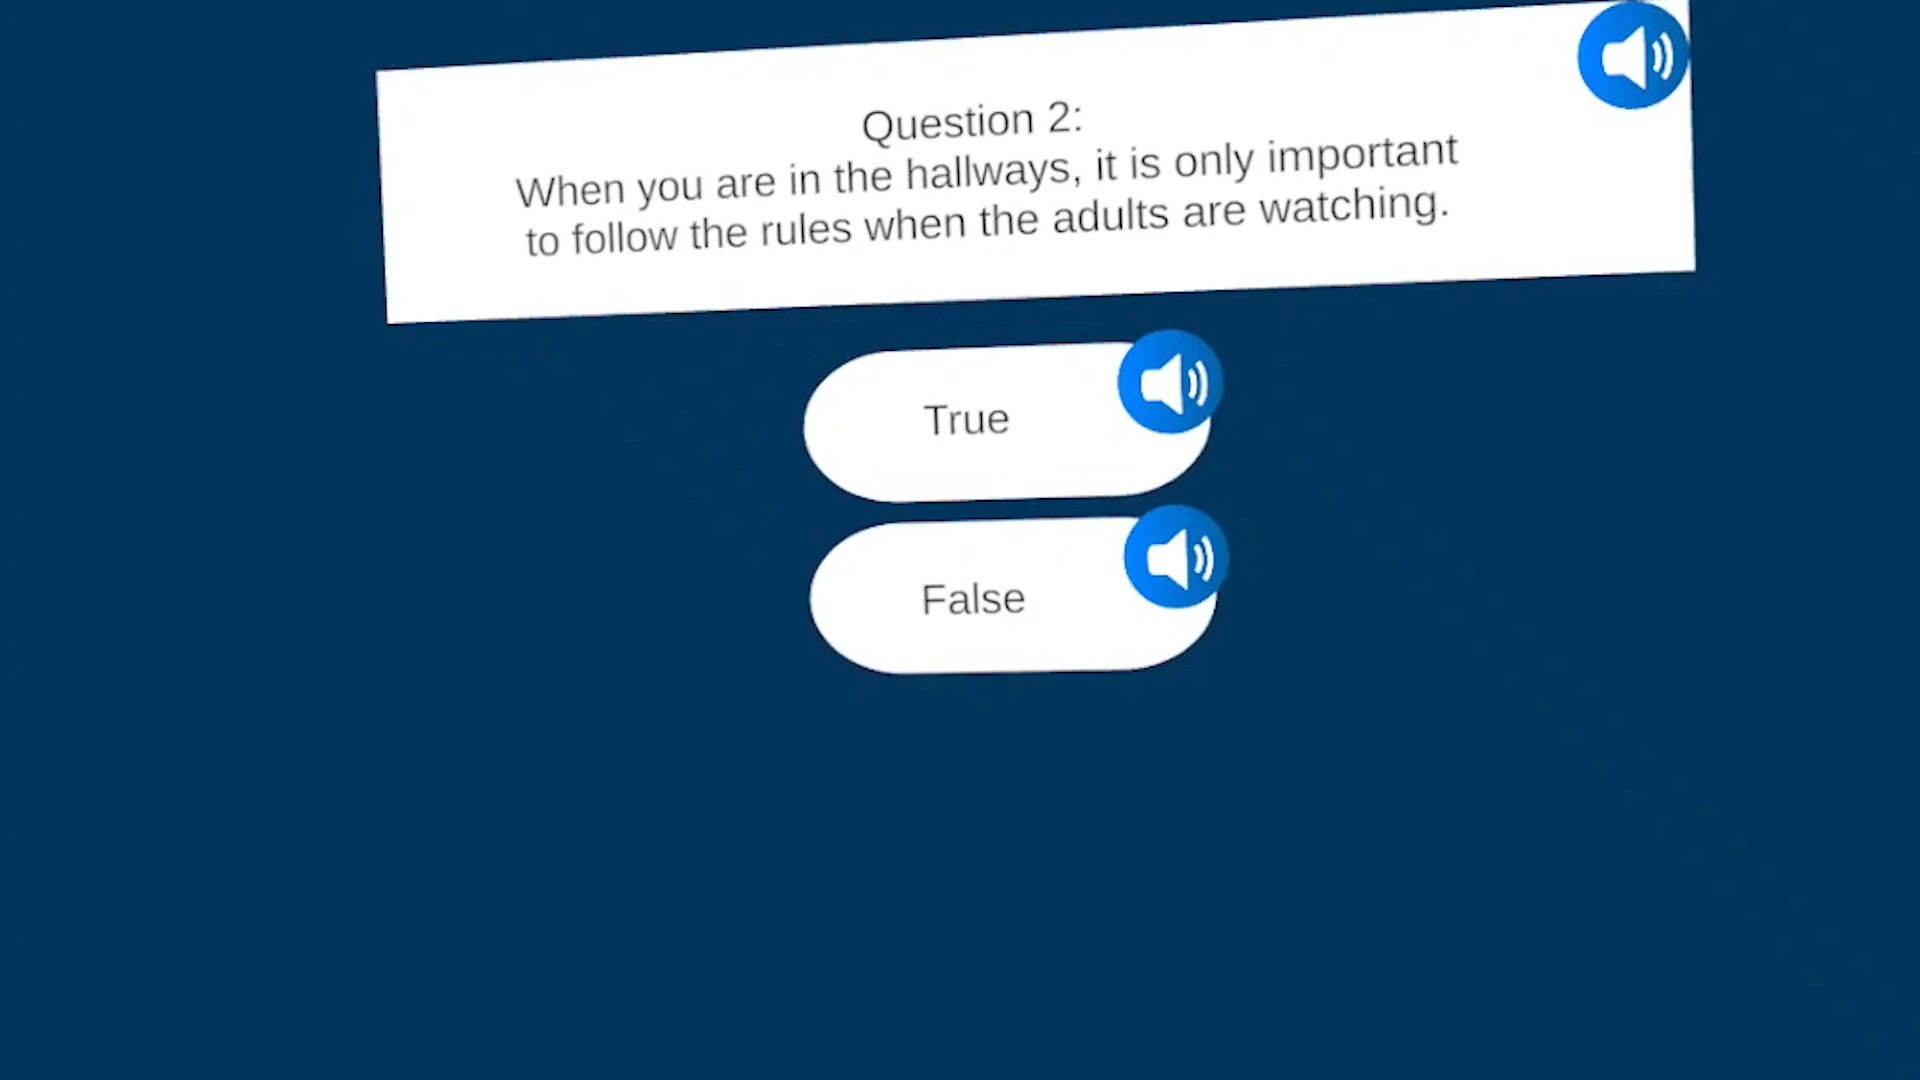 Question 2:
When you are in the hallways, it is only important
to follow the rules when the adults are watching.
True
False